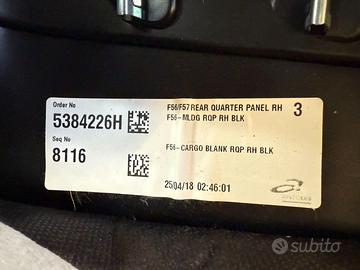 Order No
5384226H
Seq No
8116
F56/F57 REAR QUARTER PANEL RH
3
F56-MLDG RQP RH BLK
F56-CARGO BLANK RQP RH BLK
25/04/18 02:46:01
subito